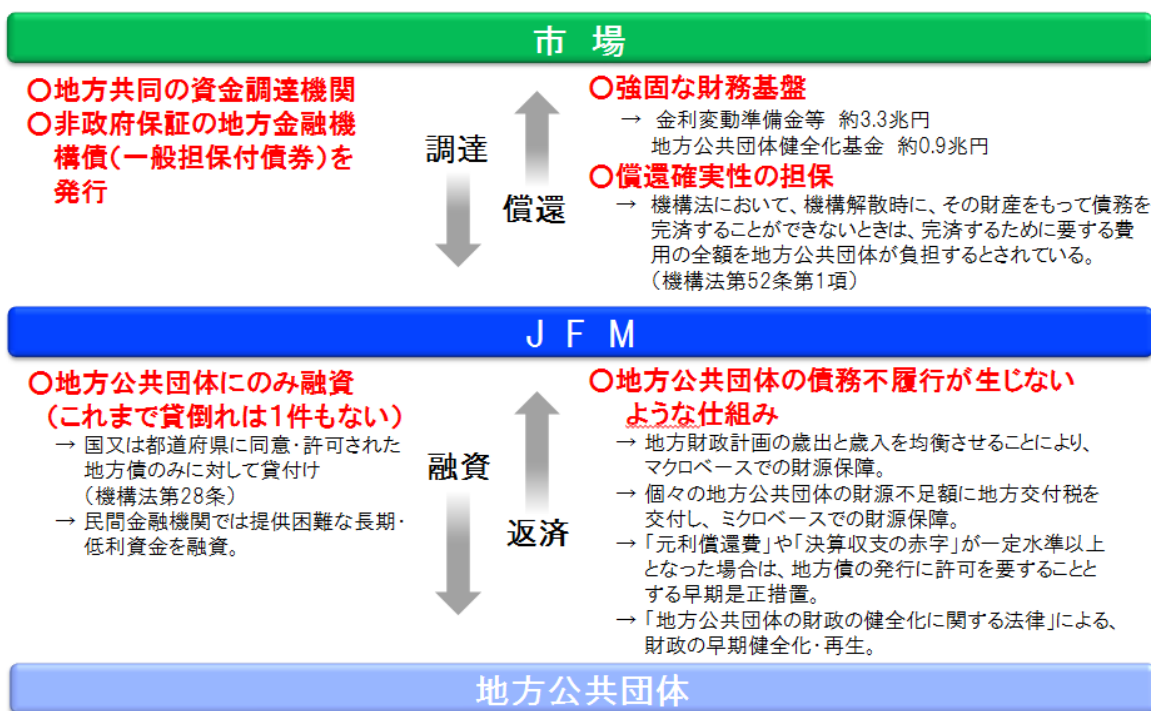 市 場
○地方共同の資金調達機関
○非政府保証の地方金融機
構債(一般担保付債券)を
発行
調達
償還
○強固な財務基盤
→ 金利変動準備金等 約3.3兆円
地方公共団体健全化基金 約0.9兆円
○償還確実性の担保
→ 機構法において、機構解散時に、その財産をもって債務を
完済することができないときは、完済するために要する費
用の全額を地方公共団体が負担するとされている。
(機構法第52条第1項)
J F M
○地方公共団体にのみ融資
(これまで貸倒れは1件もない)
→ 国又は都道府県に同意・許可された
地方債のみに対して貸付け
(機構法第28条)
→ 民間金融機関では提供困難な長期・
低利資金を融資。
融資
返済
○地方公共団体の債務不履行が生じない
ような仕組み
→ 地方財政計画の歳出と歳入を均衡させることにより、
マクロベースでの財源保障。
→ 個々の地方公共団体の財源不足額に地方交付税を
交付し、ミクロベースでの財源保障。
→ 「元利償還費」や「決算収支の赤字」が一定水準以上
となった場合は、地方債の発行に許可を要することと
する早期是正措置。
→ 「地方公共団体の財政の健全化に関する法律」による、
財政の早期健全化・再生。
地方公共団体